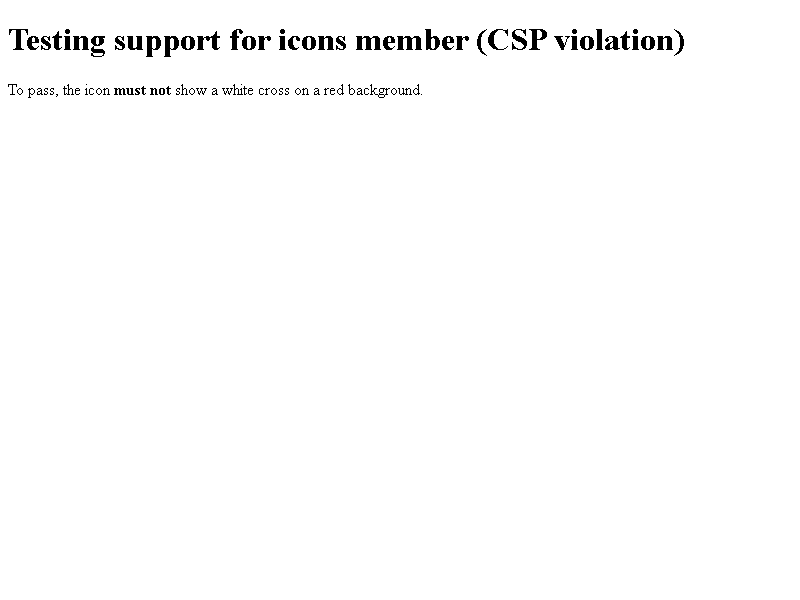 Testing support for icons member (CSP violation)
To pass, the icon must not show a white cross on a red background.